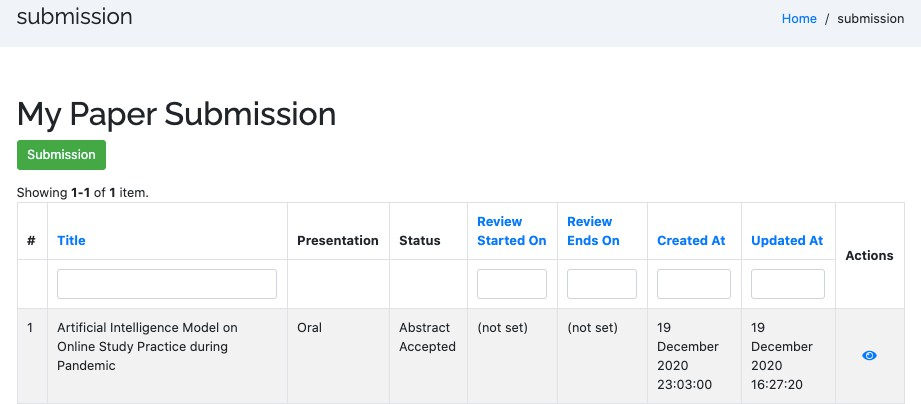 submission
Home / submission
My Paper Submission
Submission
Showing 1-1 of 1 item.
# Title Presentation Status Review Started On Review Ends On Created At Updated At Actions
1 Artificial Intelligence Model on Online Study Practice during Pandemic Oral Abstract Accepted (not set) (not set) 19 December 2020 23:03:00 19 December 2020 16:27:20